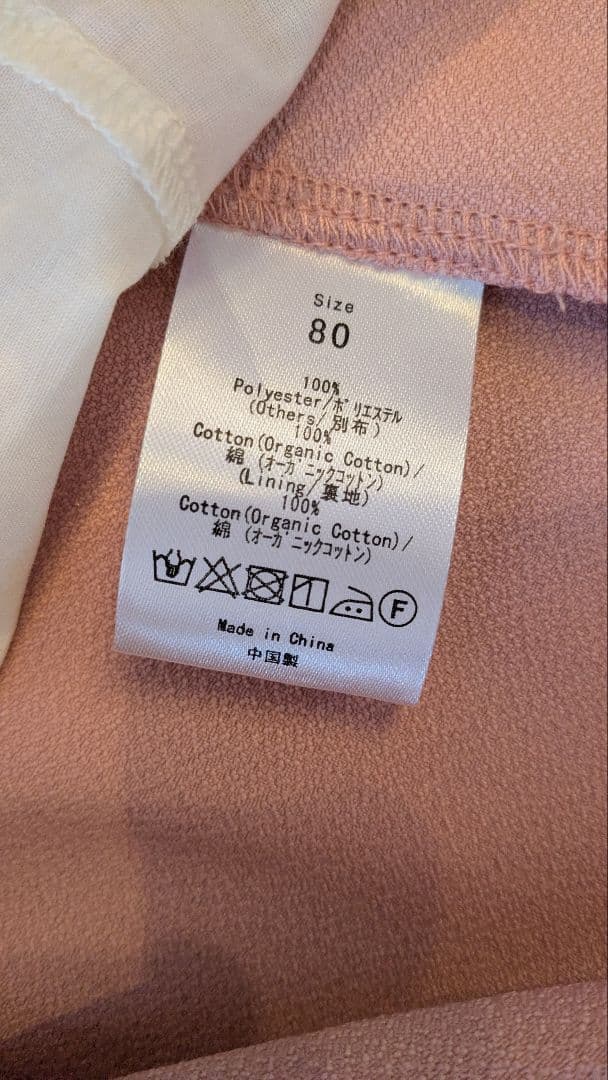 Size
80
100%
Polyester/ポリエステル
(Others/別布)
100%
Cotton(Organic Cotton)/
綿 (オーガニックコットン)
(Lining/裏地)
100%
Cotton(Organic Cotton)/
綿 (オーガニックコットン)
F
Made in China
中国製